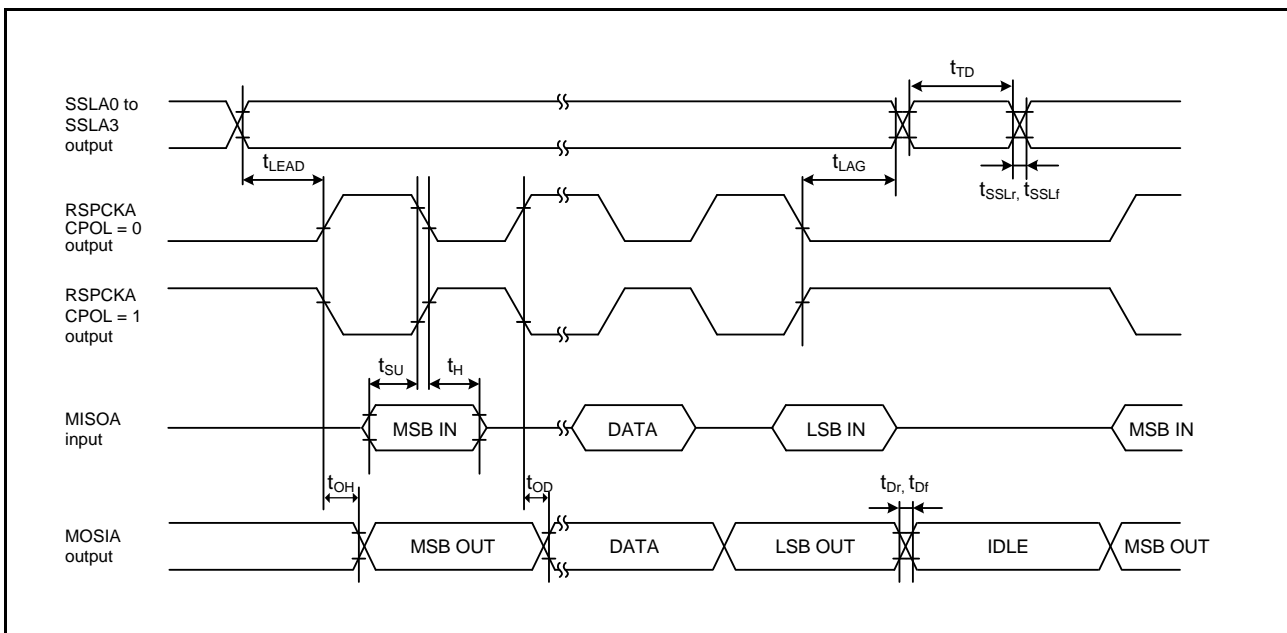 SSLA0 to
SSLA3
output
tTD
tLEAD
tLAG
tSSLr, tSSLf
RSPCKA
CPOL = 0
output
RSPCKA
CPOL = 1
output
tSU
tH
MISOA
input
MSB IN
DATA
LSB IN
MSB IN
tOH
tOD
tDr, tDf
MOSIA
output
MSB OUT
DATA
LSB OUT
IDLE
MSB OUT